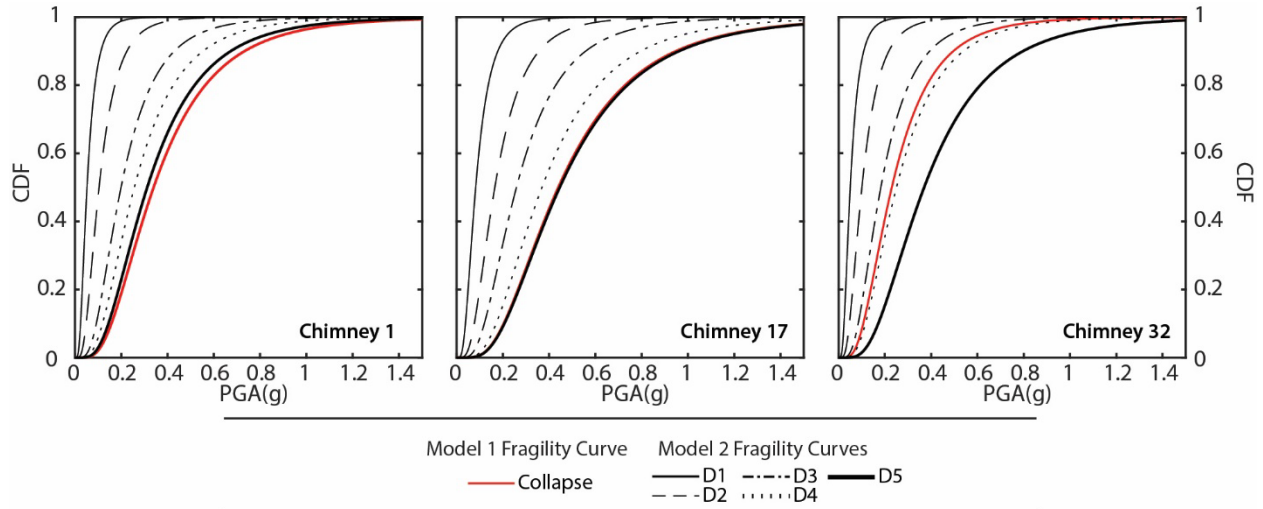 1
0.8
0.6
0.4
0.2
0
CDF
Chimney 1
Chimney 17
Chimney 32
1
0.8
0.6
0.4
0.2
0
CDF
0 0.2 0.4 0.6 0.8 1 1.2 1.4
0 0.2 0.4 0.6 0.8 1 1.2 1.4
0 0.2 0.4 0.6 0.8 1 1.2 1.4
PGA(g)
PGA(g)
PGA(g)
Model 1 Fragility Curve
Collapse
Model 2 Fragility Curves
D1 D3 D5
D2 D4